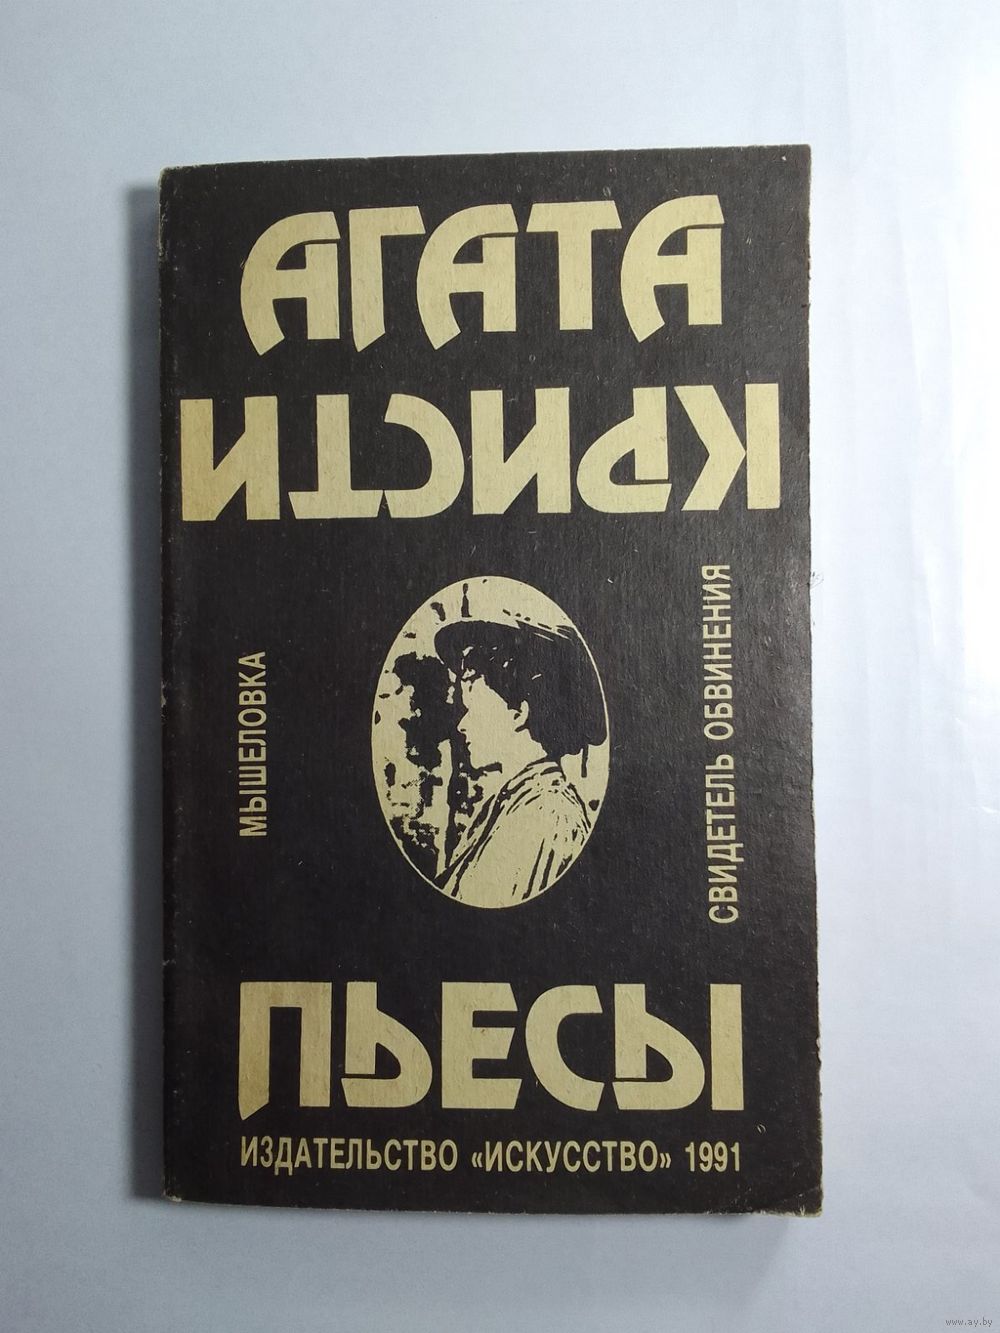 АГАТА
КРИСТИ
МЫШЕЛОВКА
СВИДЕТЕЛЬ ОБВИНЕНИЯ
ПЬЕСЫ
ИЗДАТЕЛЬСТВО «ИСКУССТВО» 1991
www.ay.by